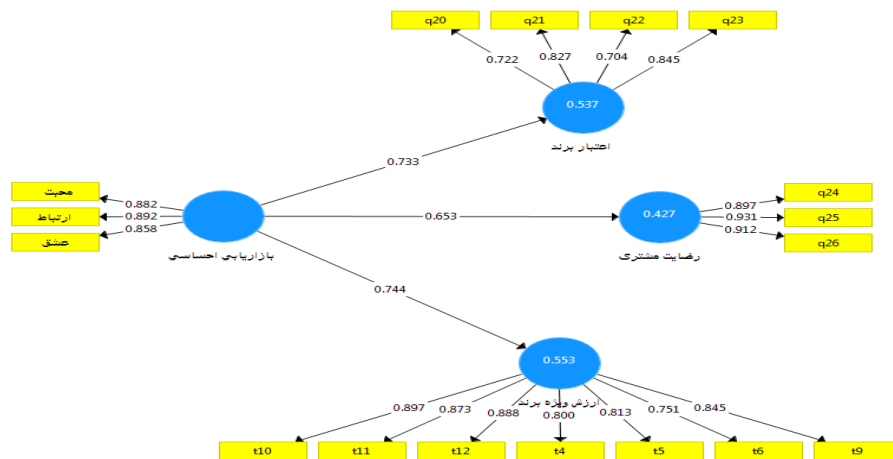 q20 q21 q22 q23
0.722 0.827 0.704 0.845
0.537
اعتبار برند
0.733
محبت
ارتباط
عشق
0.882
0.892
0.858
بازاريابي احساسي
0.653
0.427
رضایت مشتری
0.897
0.931
0.912
q24
q25
q26
0.744
0.553
ارزش ویژه برند
0.897 0.873 0.888 0.800 0.813 0.751 0.845
t10 t11 t12 t4 t5 t6 t9